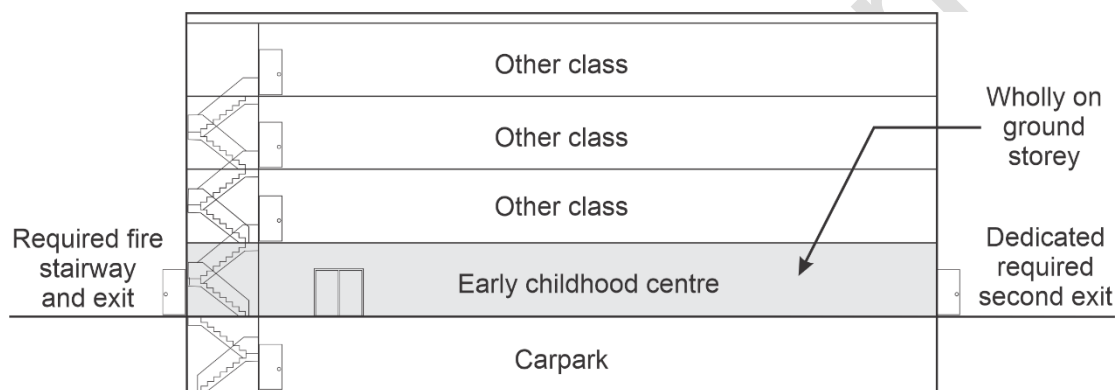 Other class
Other class
Wholly on
ground
storey
Other class
Required fire
stairway
and exit
Early childhood centre
Dedicated
required
second exit
Carpark